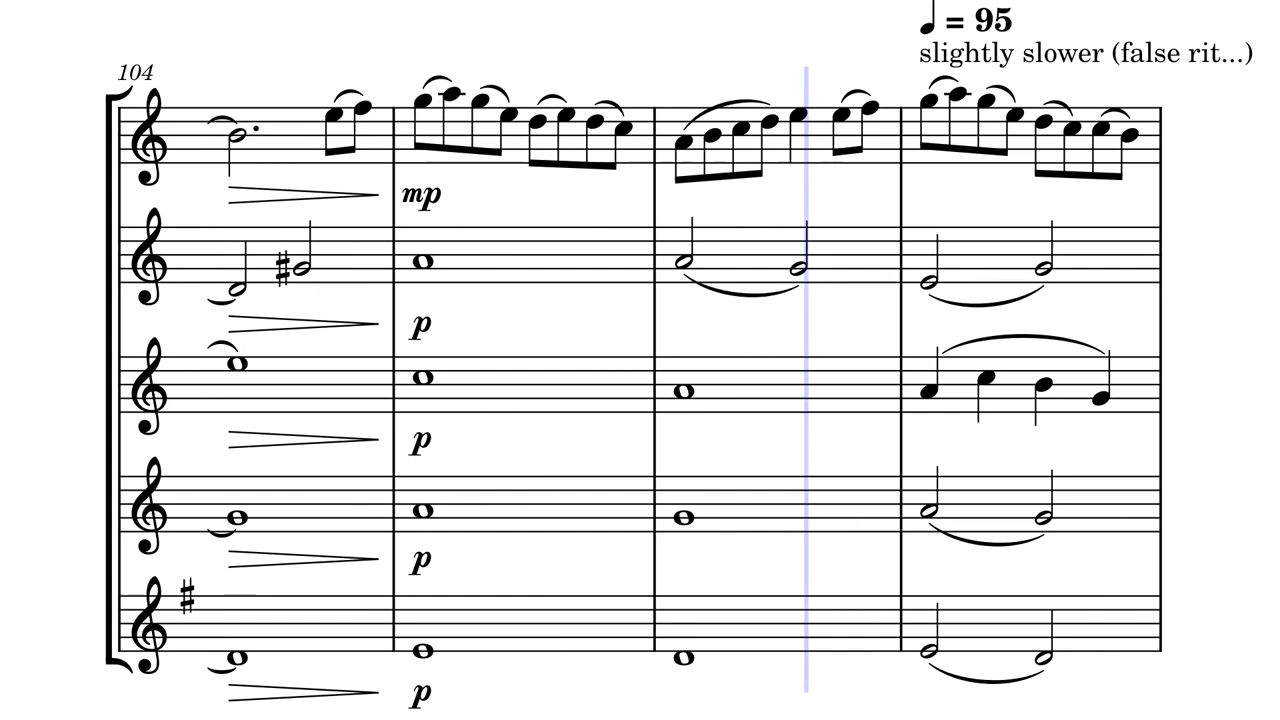 ♩ = 95
slightly slower (false rit...)
104
mp
p
p
p
p